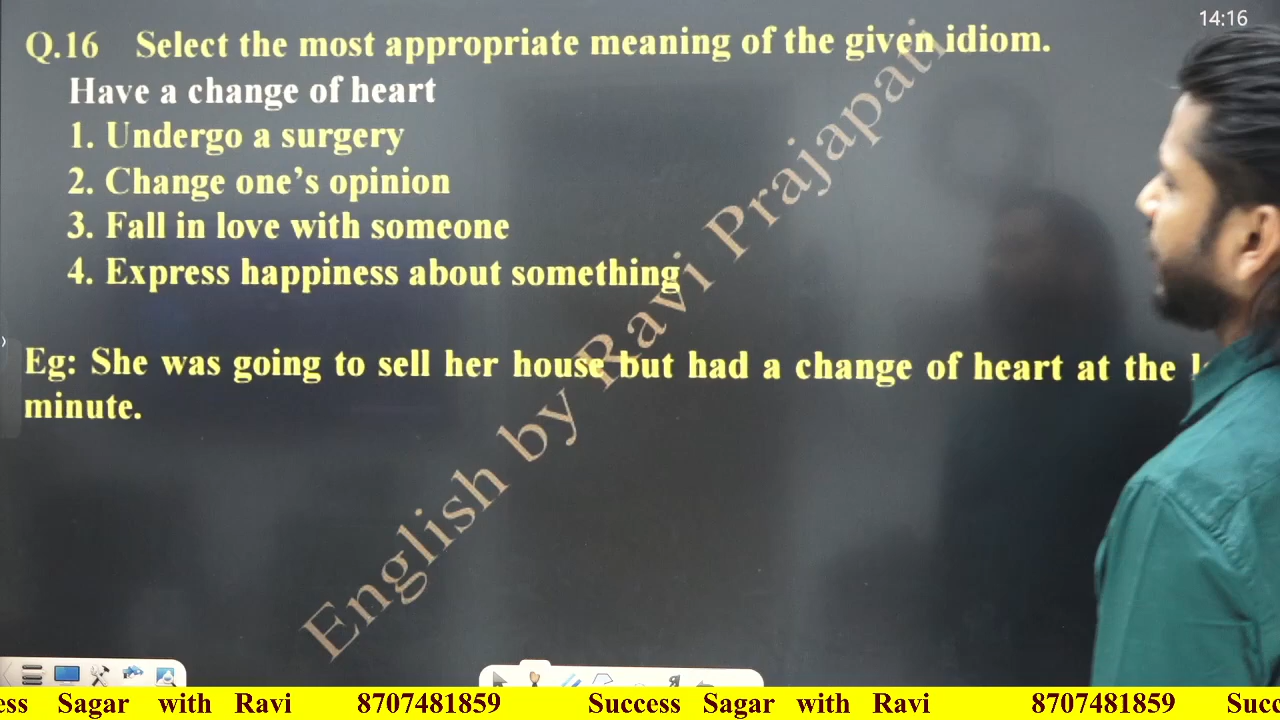 14:16
Q.16 Select the most appropriate meaning of the given idiom.
Have a change of heart
1. Undergo a surgery
2. Change one’s opinion
3. Fall in love with someone
4. Express happiness about something
Eg: She was going to sell her house but had a change of heart at the
minute.
English by Ravi Prajapati
Sagar with Ravi 8707481859 Success Sagar with Ravi 8707481859